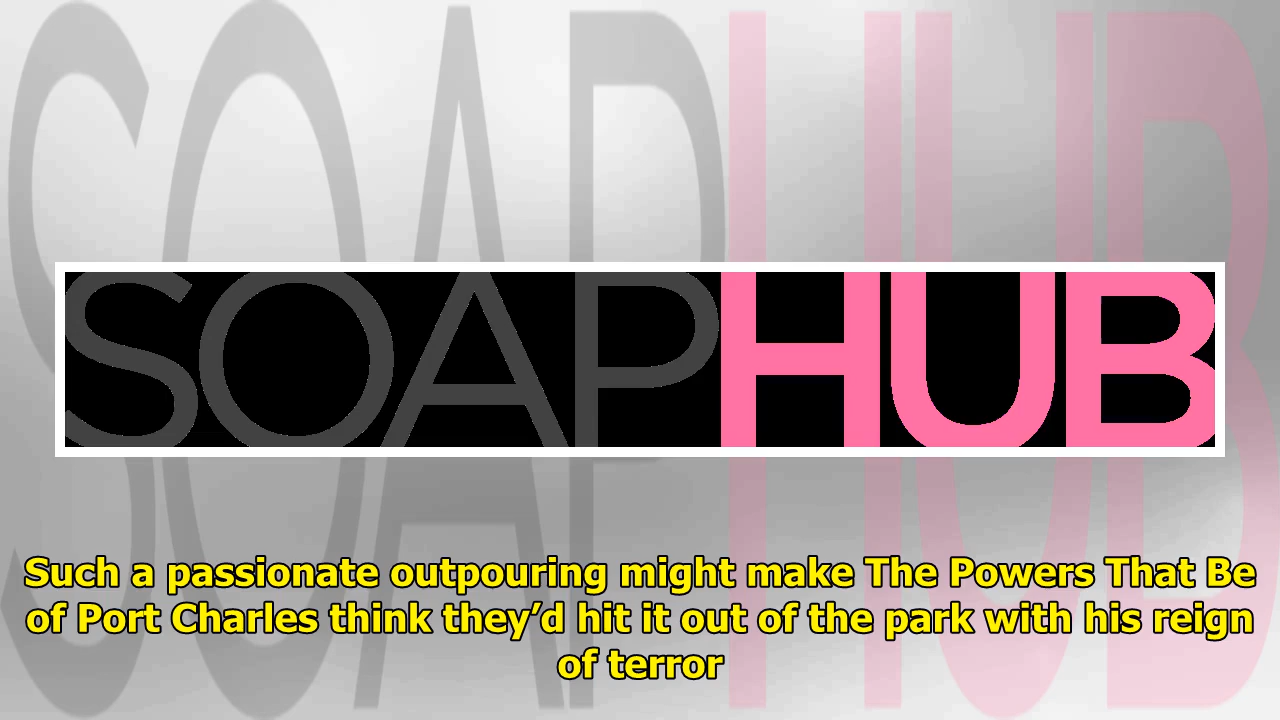 SOAPHUB
SOAPHUB
Such a passionate outpouring might make The Powers That Be
of Port Charles think they’d hit it out of the park with his reign
of terror